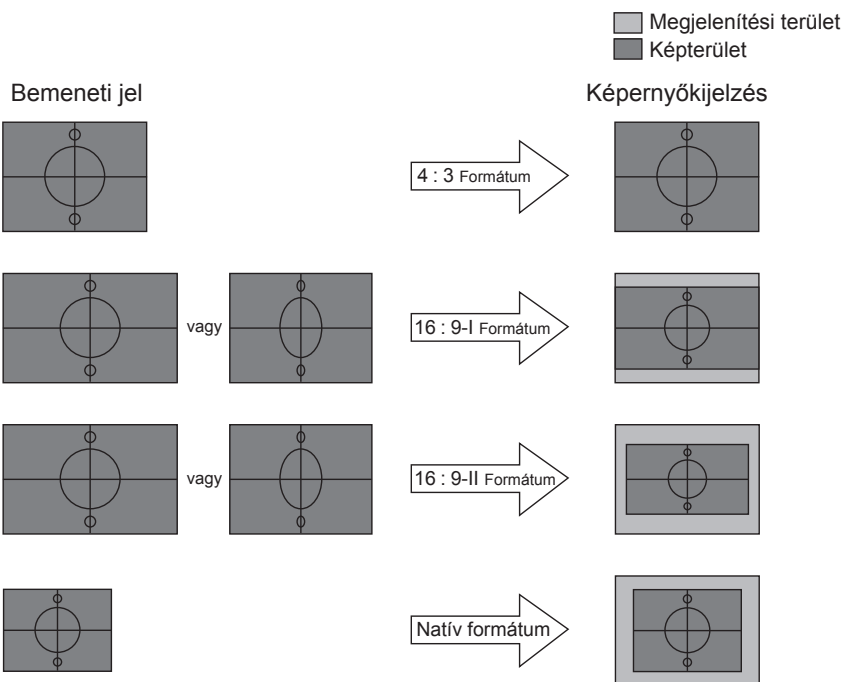 Megjelenítési terület
Képterület
Bemeneti jel
Képernyőkijelzés
4 : 3 Formátum
vagy
16 : 9-I Formátum
vagy
16 : 9-II Formátum
Natív formátum